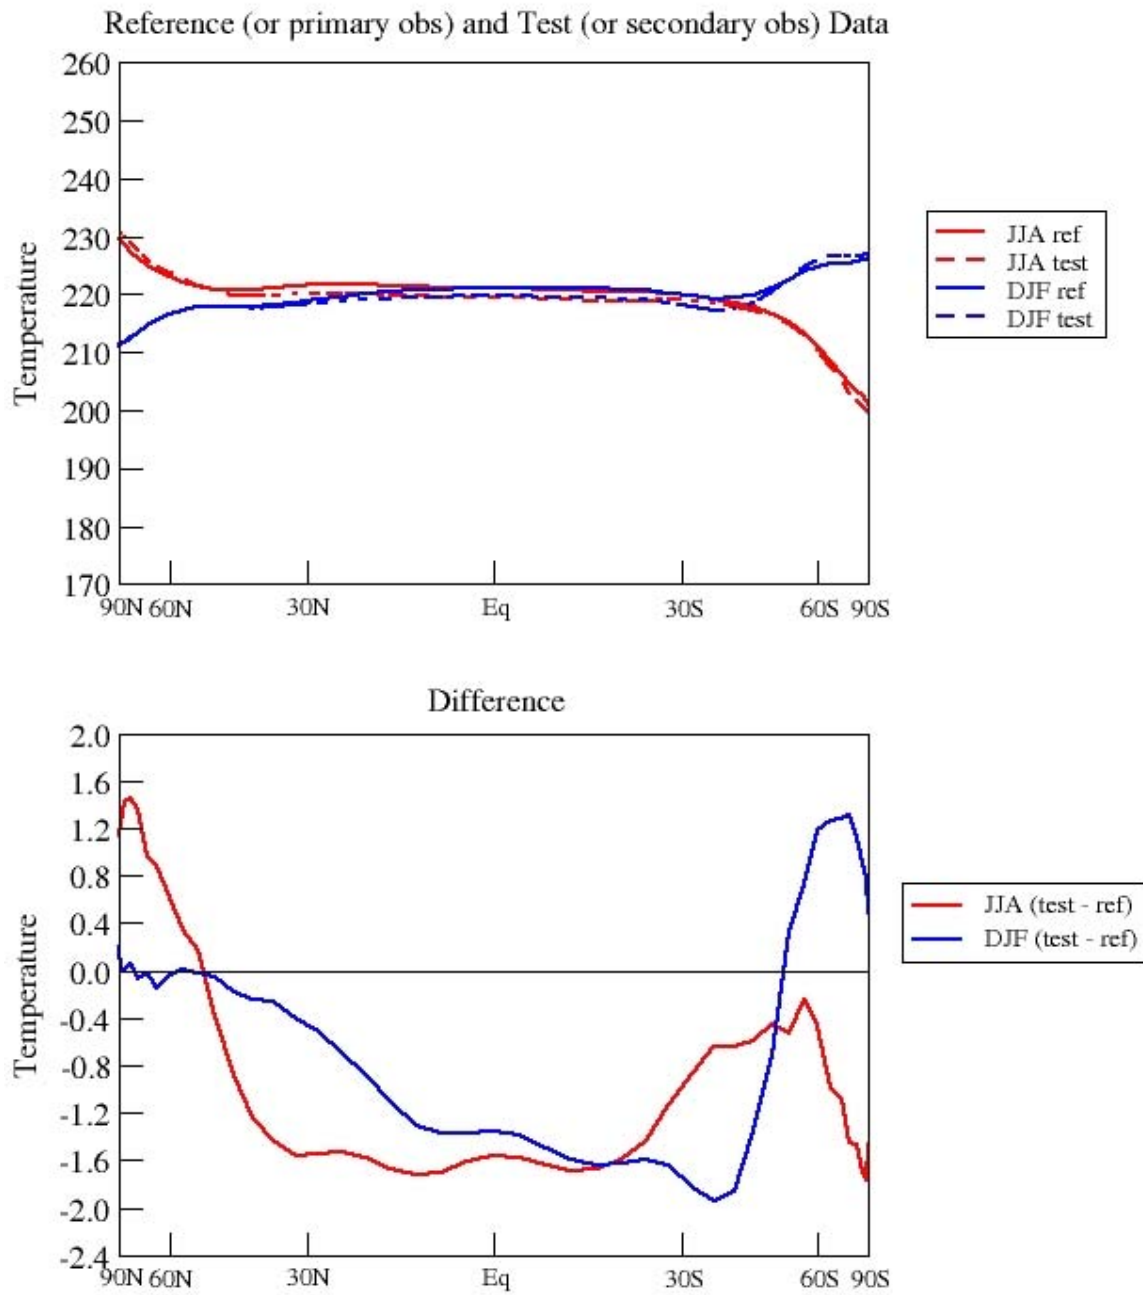 Reference (or primary obs) and Test (or secondary obs) Data
260
250
240
230
220
210
200
190
180
170
Temperature
90N 60N 30N Eq 30S 60S 90S
JJA ref
JJA test
DJF ref
DJF test
Difference
2.0
1.6
1.2
0.8
0.4
0.0
-0.4
-0.8
-1.2
-1.6
-2.0
-2.4
Temperature
90N 60N 30N Eq 30S 60S 90S
JJA (test - ref)
DJF (test - ref)